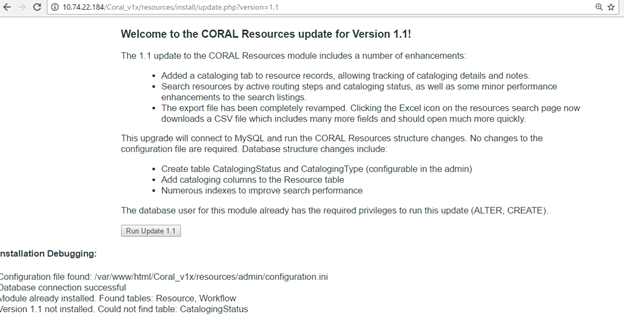 10.74.22.184/Coral_v1x/resources/install/update.php?version=1.1
Welcome to the CORAL Resources update for Version 1.1!
The 1.1 update to the CORAL Resources module includes a number of enhancements:
• Added a cataloging tab to resource records, allowing tracking of cataloging details and notes.
• Search resources by active routing steps and cataloging status, as well as some minor performance
enhancements to the search listings.
• The export file has been completely revamped. Clicking the Excel icon on the resources search page now
downloads a CSV file which includes many more fields and should open much more quickly.
This upgrade will connect to MySQL and run the CORAL Resources structure changes. No changes to the
configuration file are required. Database structure changes include:
• Create table CatalogingStatus and CatalogingType (configurable in the admin)
• Add cataloging columns to the Resource table
• Numerous indexes to improve search performance
The database user for this module already has the required privileges to run this update (ALTER, CREATE).
Run Update 1.1
nstallation Debugging:
Configuration file found: /var/www/html/Coral_v1x/resources/admin/configuration.ini
Database connection successful
Module already installed. Found tables: Resource, Workflow
Version 1.1 not installed. Could not find table: CatalogingStatus